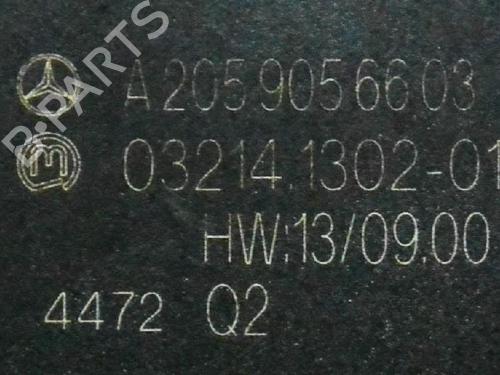 B-PARTS
A 205 905 66 03
M 03214.1302-01
HW:13/09.00
4472 Q2